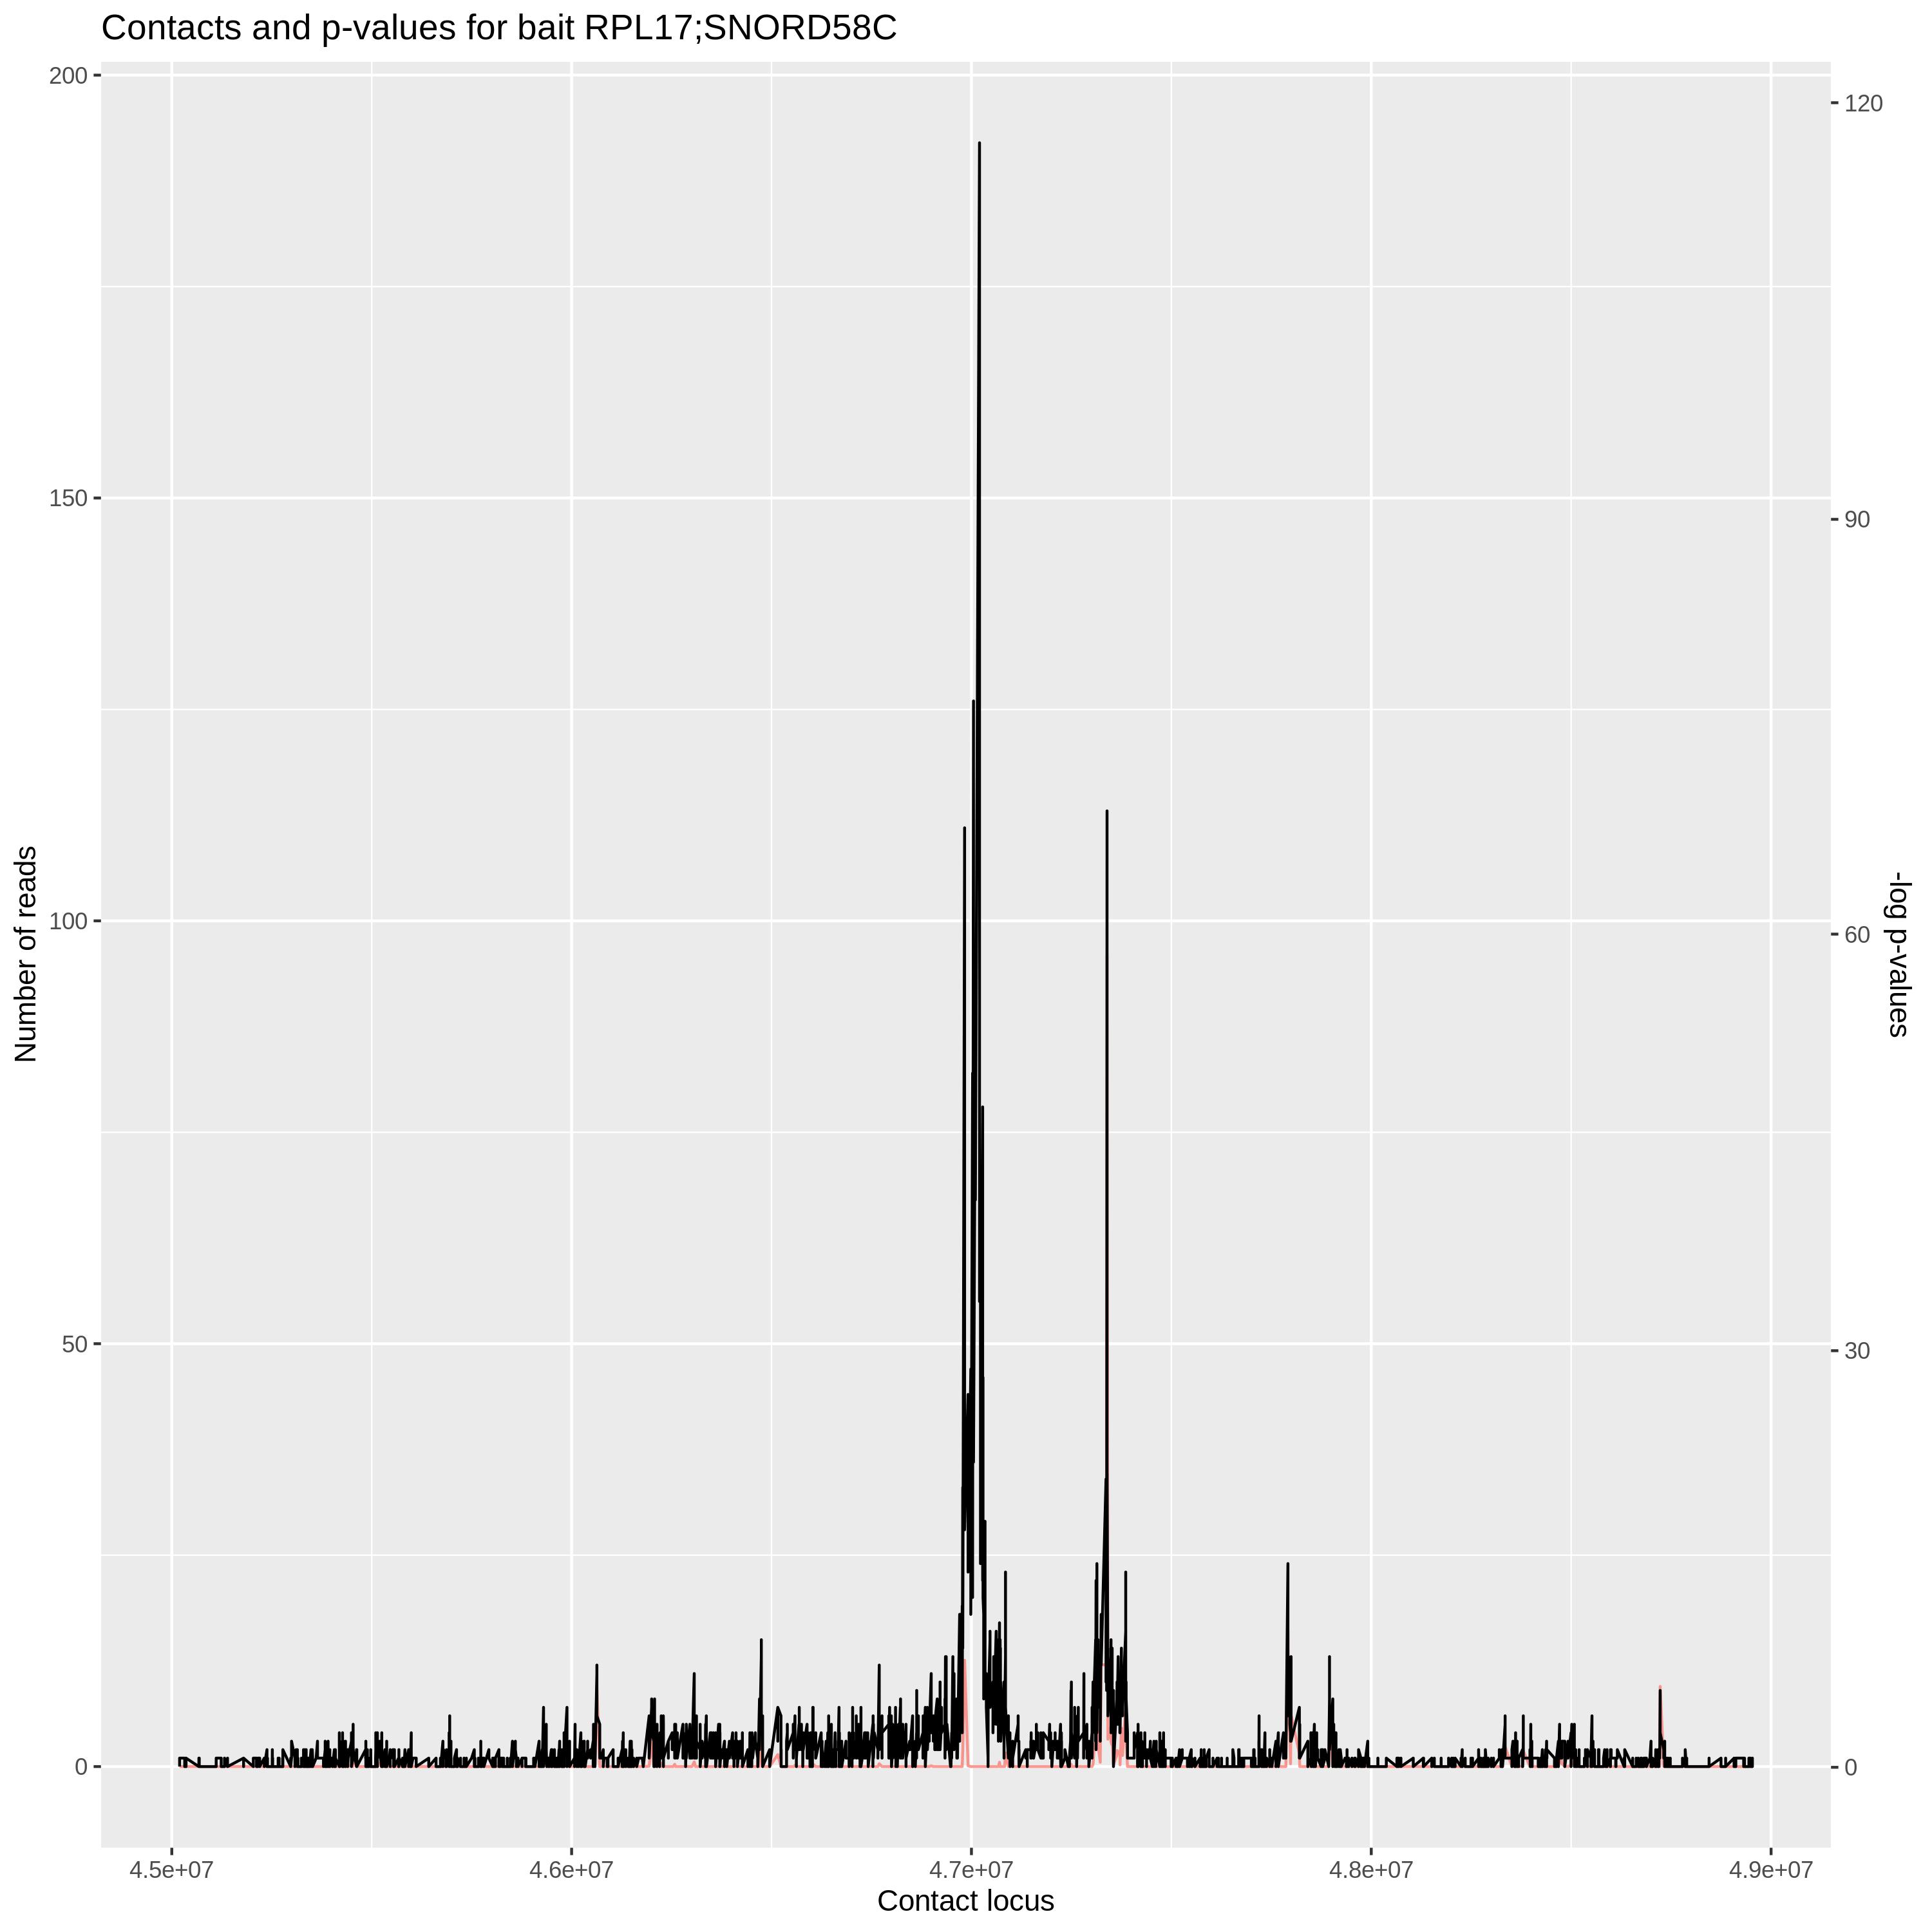 Contacts and p-values for bait RPL17;SNORD58C
200
150
100
50
0
Number of reads
120
90
60
30
0
-log p-values
4.5e+07 4.6e+07 4.7e+07 4.8e+07 4.9e+07
Contact locus